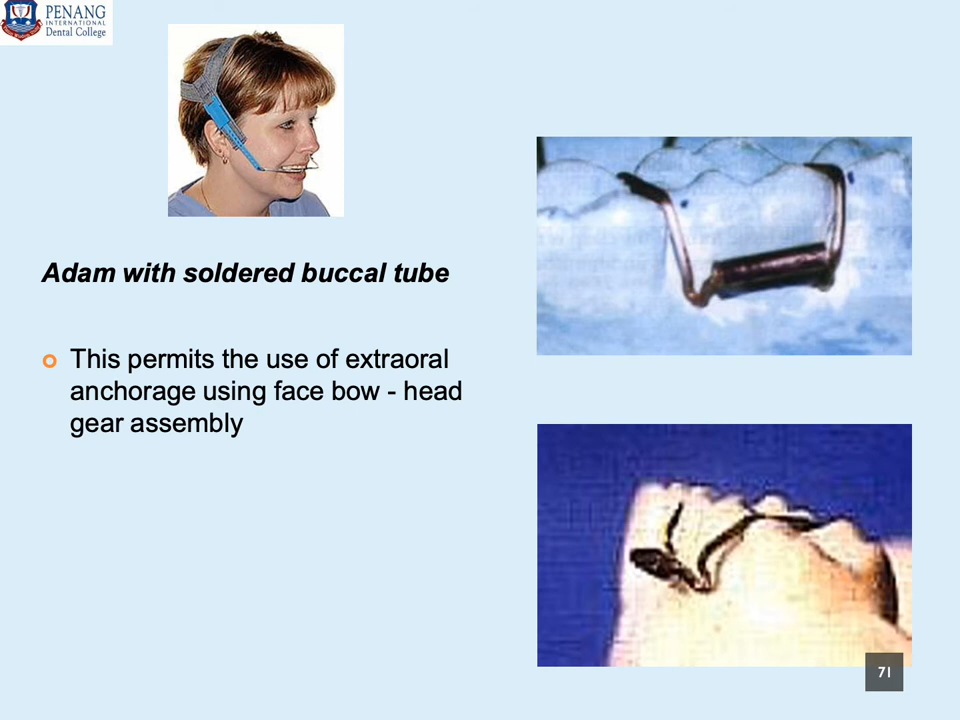 PENANG
INTERNATIONAL
Dental College
Adam with soldered buccal tube
This permits the use of extraoral
anchorage using face bow - head
gear assembly
71